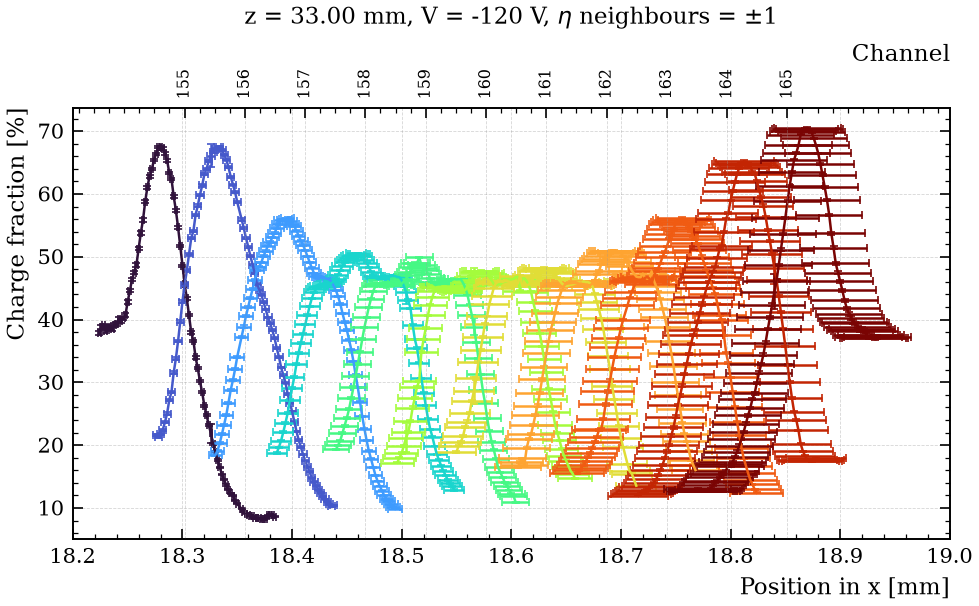 z = 33.00 mm, V = -120 V, η neighbours = ±1
Channel
155 156 157 158 159 160 161 162 163 164 165
Charge fraction [%]
70
60
50
40
30
20
10
18.2 18.3 18.4 18.5 18.6 18.7 18.8 18.9 19.0
Position in x [mm]